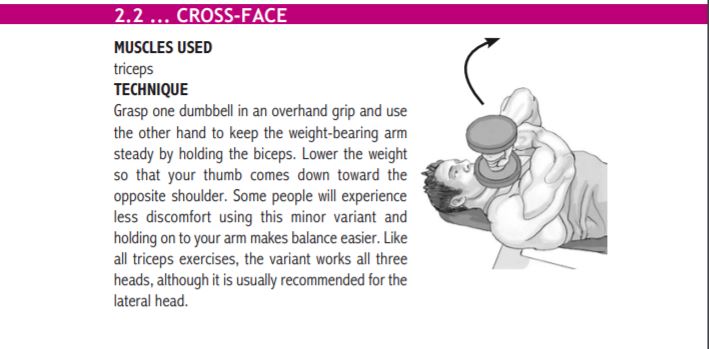 2.2 ... CROSS-FACE
MUSCLES USED
triceps
TECHNIQUE
Grasp one dumbbell in an overhand grip and use
the other hand to keep the weight-bearing arm
steady by holding the biceps. Lower the weight
so that your thumb comes down toward the
opposite shoulder. Some people will experience
less discomfort using this minor variant and
holding on to your arm makes balance easier. Like
all triceps exercises, the variant works all three
heads, although it is usually recommended for the
lateral head.